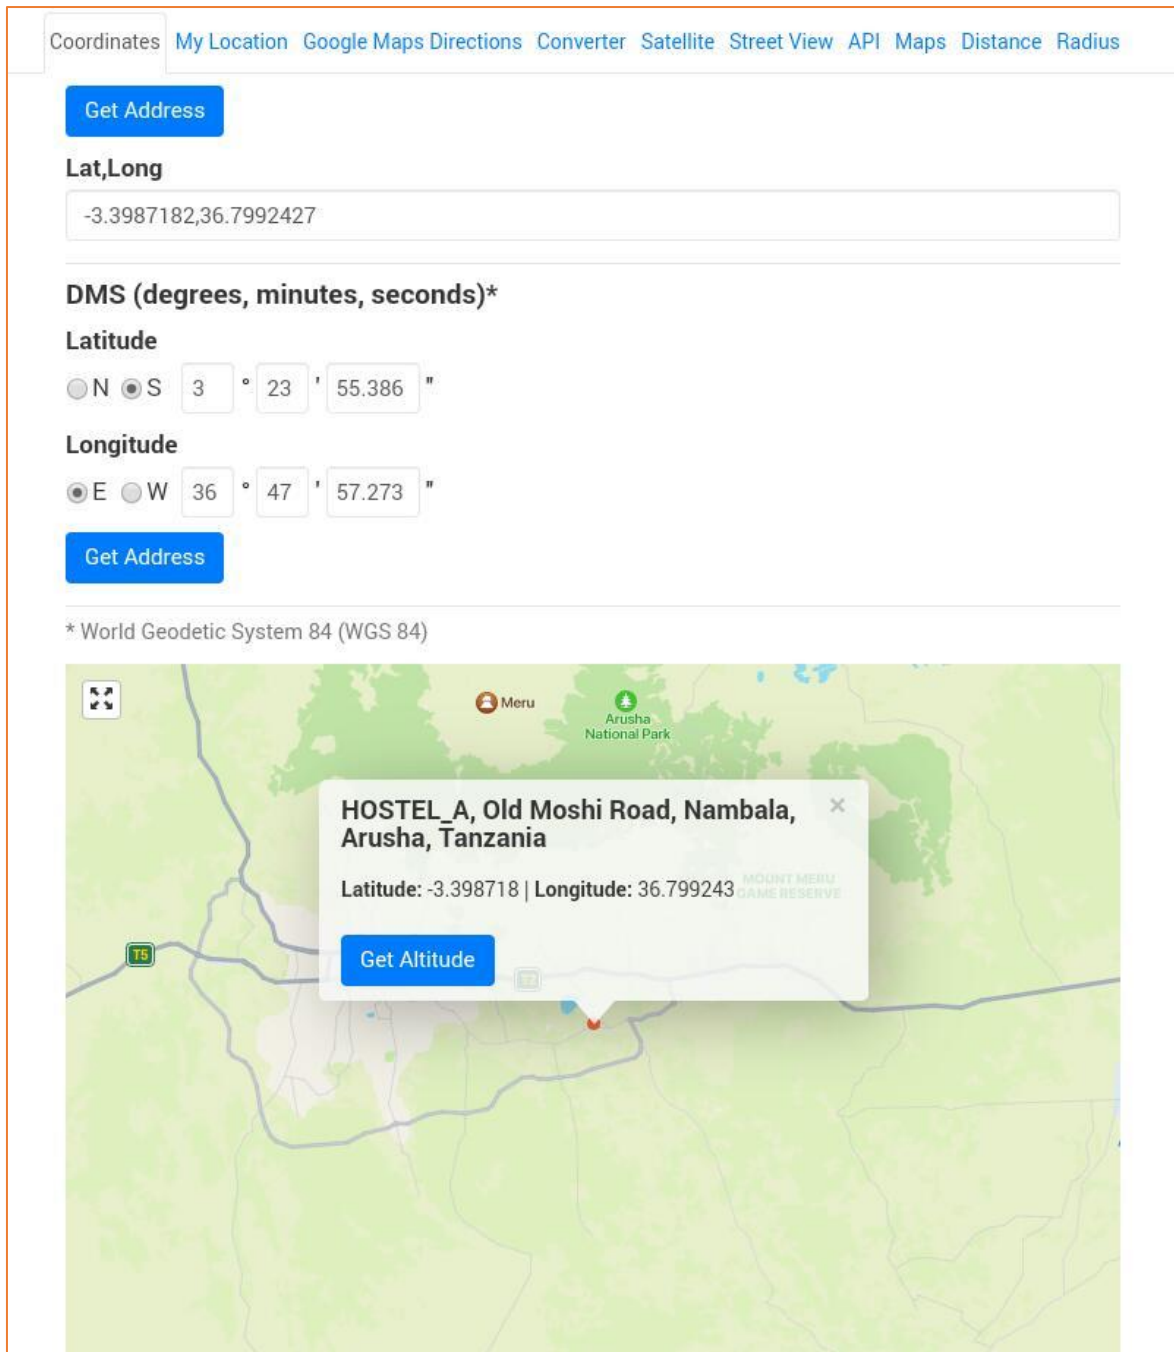 Coordinates My Location Google Maps Directions Converter Satellite Street View API Maps Distance Radius
Get Address
Lat,Long
-3.3987182,36.7992427
DMS (degrees, minutes, seconds)*
Latitude
N S 3 ° 23 ' 55.386 "
Longitude
E W 36 ° 47 ' 57.273 "
Get Address
* World Geodetic System 84 (WGS 84)
Meru
Arusha
National Park
HOSTEL_A, Old Moshi Road, Nambala, ×
Arusha, Tanzania
MOUNT MERU
Latitude: -3.398718 | Longitude: 36.799243
GAME RESERVE
T5
Get Altitude
T2